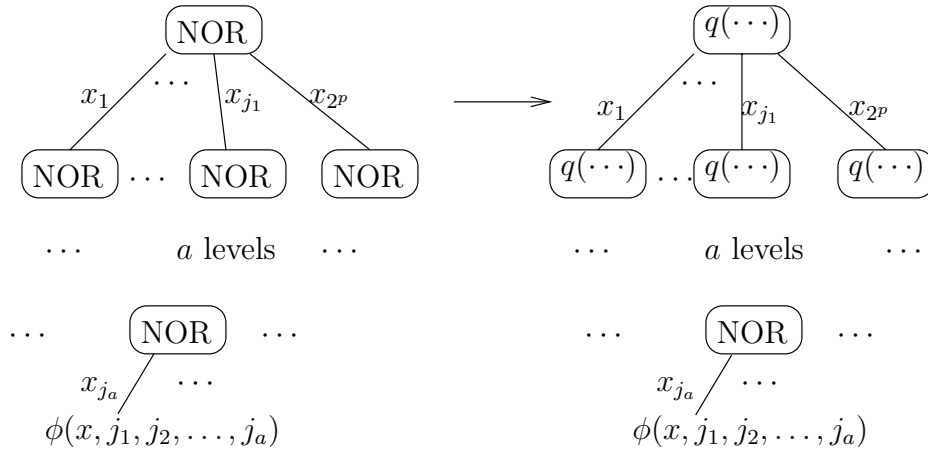 NOR q(⋯)
⋯ ⋯
x_1 x_{j_1} x_{2^p} x_1 x_{j_1} x_{2^p}
NOR ⋯ NOR NOR q(⋯) ⋯ q(⋯) q(⋯)
⋯ a levels ⋯ ⋯ a levels ⋯
⋯ NOR ⋯ ⋯ NOR ⋯
x_{j_a} ⋯ x_{j_a} ⋯
ϕ(x, j_1, j_2, …, j_a) ϕ(x, j_1, j_2, …, j_a)